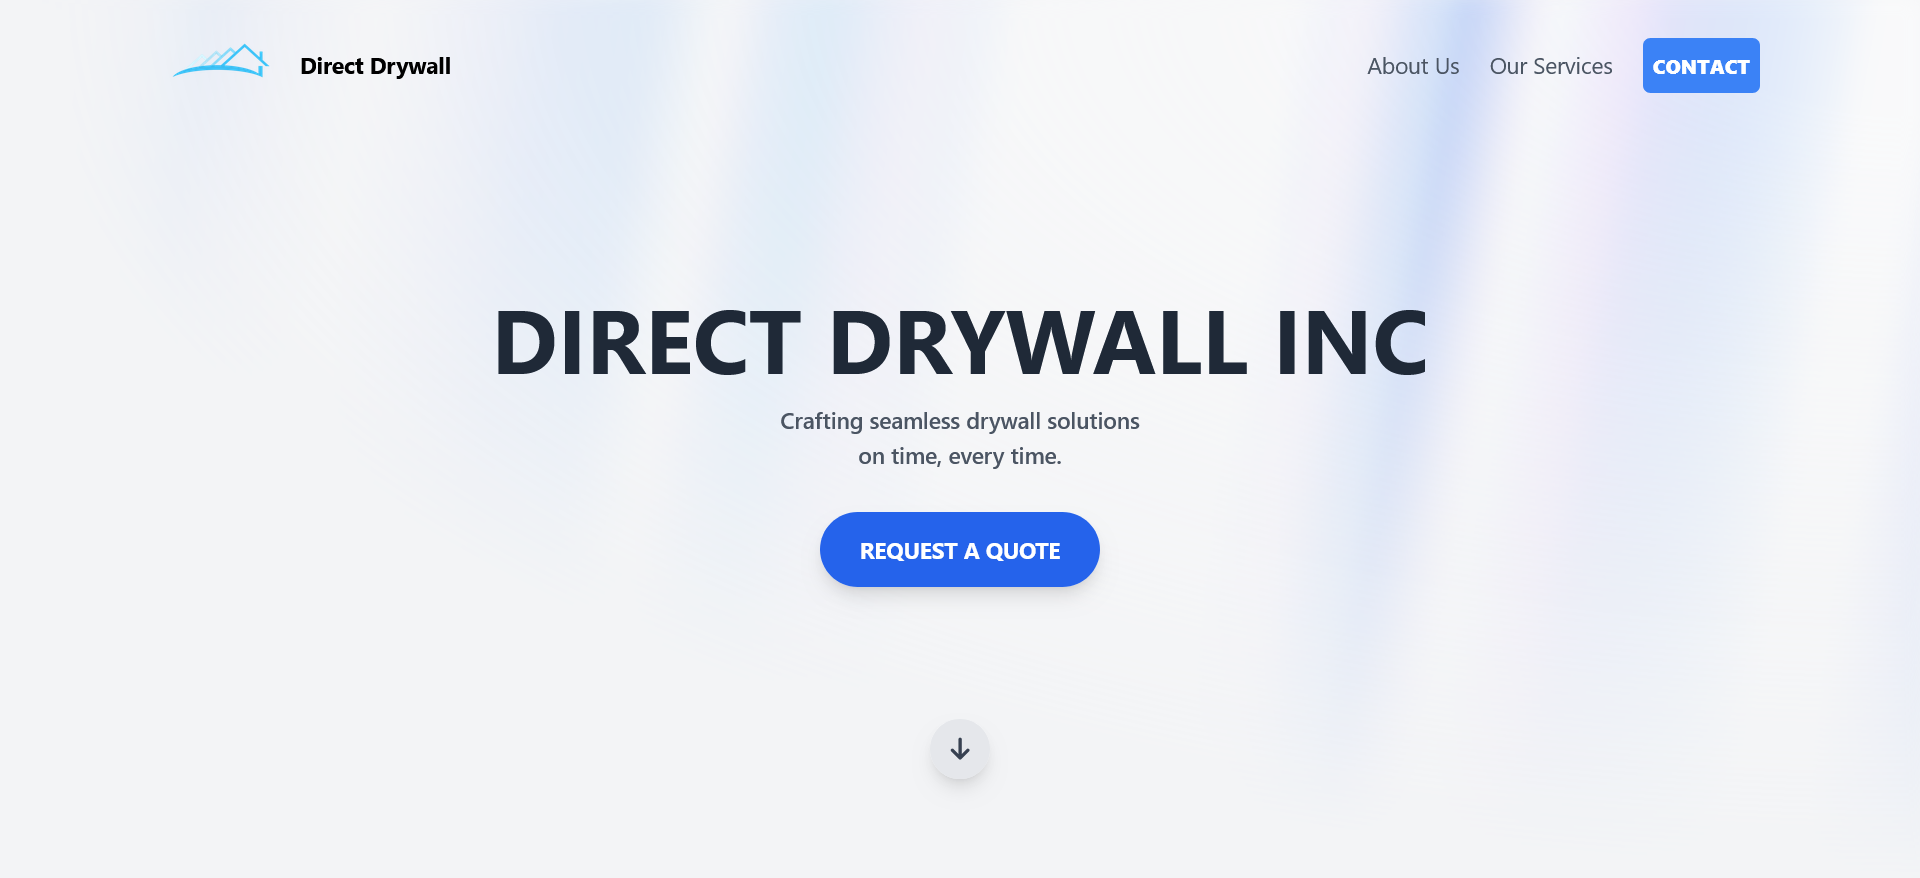 Direct Drywall
About Us
Our Services
CONTACT
DIRECT DRYWALL INC
Crafting seamless drywall solutions
on time, every time.
REQUEST A QUOTE